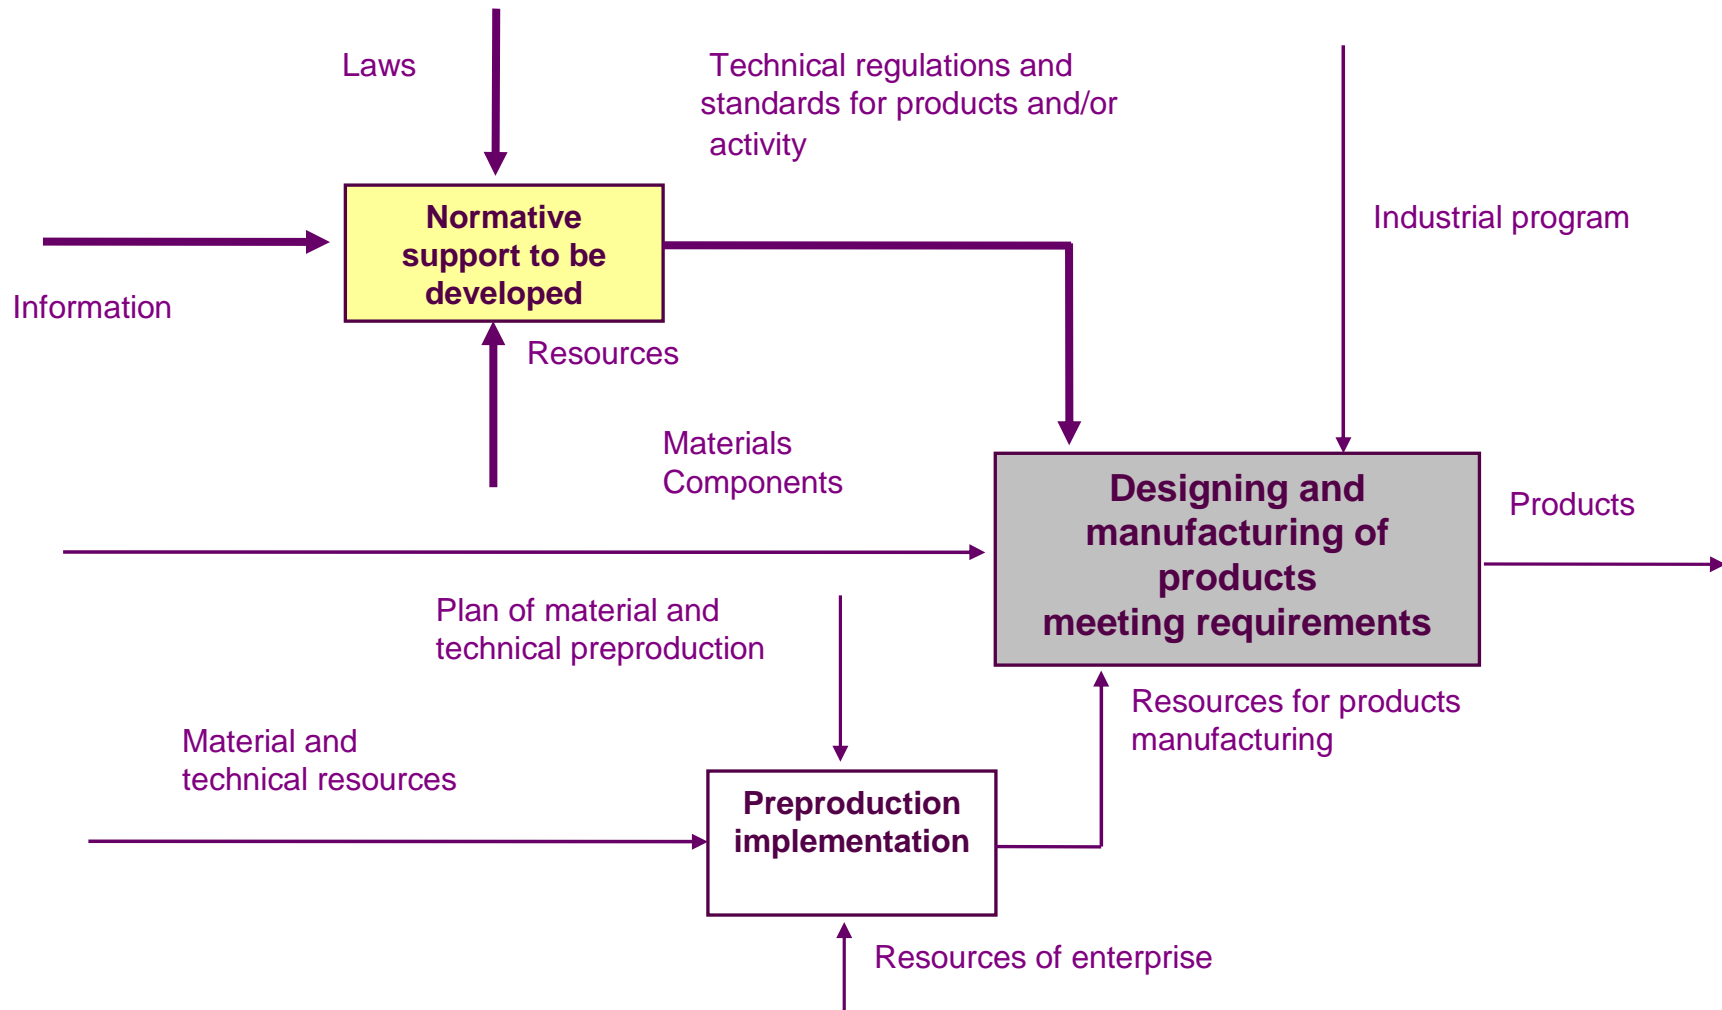 Laws
Technical regulations and
standards for products and/or
activity
Normative
support to be
developed
Industrial program
Information
Resources
Materials
Components
Designing and
manufacturing of
products
meeting requirements
Products
Plan of material and
technical preproduction
Resources for products
manufacturing
Material and
technical resources
Preproduction
implementation
Resources of enterprise